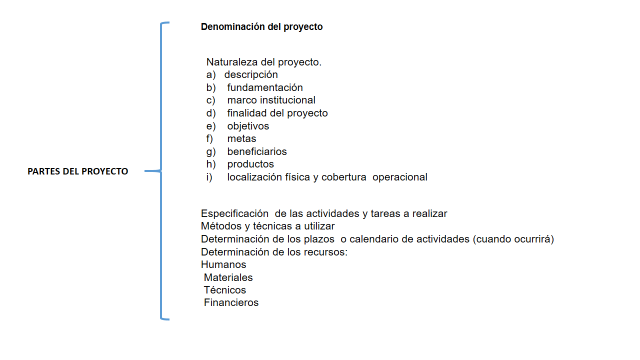 Denominación del proyecto
Naturaleza del proyecto.
a) descripción
b) fundamentación
c) marco institucional
d) finalidad del proyecto
e) objetivos
f) metas
g) beneficiarios
h) productos
i) localización física y cobertura operacional
PARTES DEL PROYECTO
Especificación de las actividades y tareas a realizar
Métodos y técnicas a utilizar
Determinación de los plazos o calendario de actividades (cuando ocurrirá)
Determinación de los recursos:
Humanos
Materiales
Técnicos
Financieros